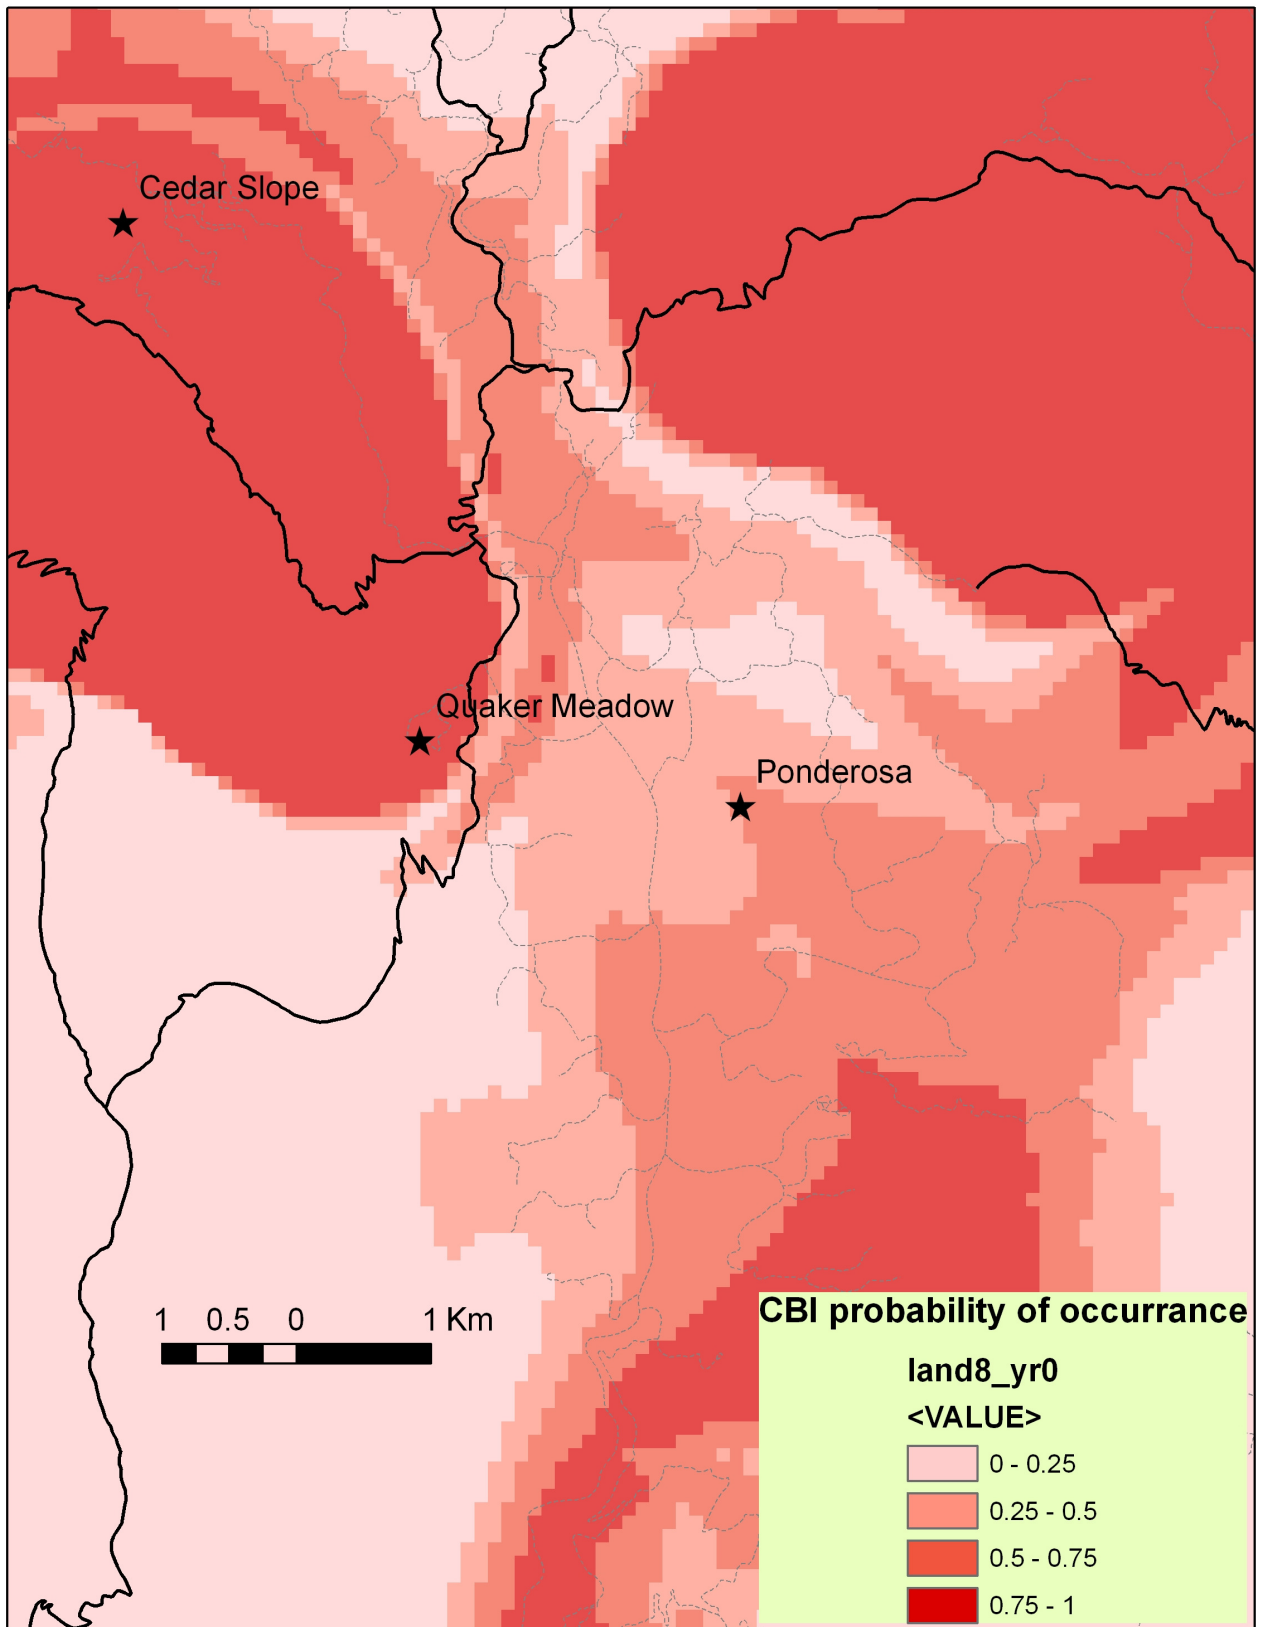 Cedar Slope
Quaker Meadow
Ponderosa
1 0.5 0 1 Km
CBI probability of occurrance
land8_yr0
<VALUE>
0 - 0.25
0.25 - 0.5
0.5 - 0.75
0.75 - 1